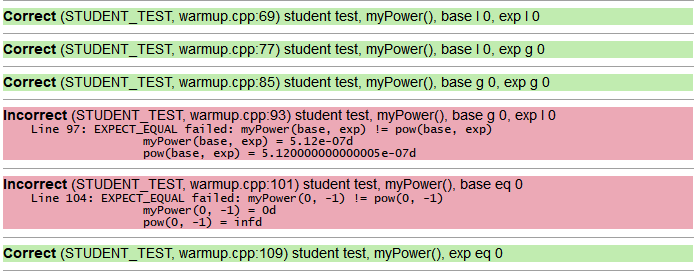 Correct (STUDENT_TEST, warmup.cpp:69) student test, myPower(), base l 0, exp l 0
Correct (STUDENT_TEST, warmup.cpp:77) student test, myPower(), base l 0, exp g 0
Correct (STUDENT_TEST, warmup.cpp:85) student test, myPower(), base g 0, exp g 0
Incorrect (STUDENT_TEST, warmup.cpp:93) student test, myPower(), base g 0, exp l 0
Line 97: EXPECT_EQUAL failed: myPower(base, exp) != pow(base, exp)
myPower(base, exp) = 5.12e-07d
pow(base, exp) = 5.120000000000005e-07d
Incorrect (STUDENT_TEST, warmup.cpp:101) student test, myPower(), base eq 0
Line 104: EXPECT_EQUAL failed: myPower(0, -1) != pow(0, -1)
myPower(0, -1) = 0d
pow(0, -1) = infd
Correct (STUDENT_TEST, warmup.cpp:109) student test, myPower(), exp eq 0